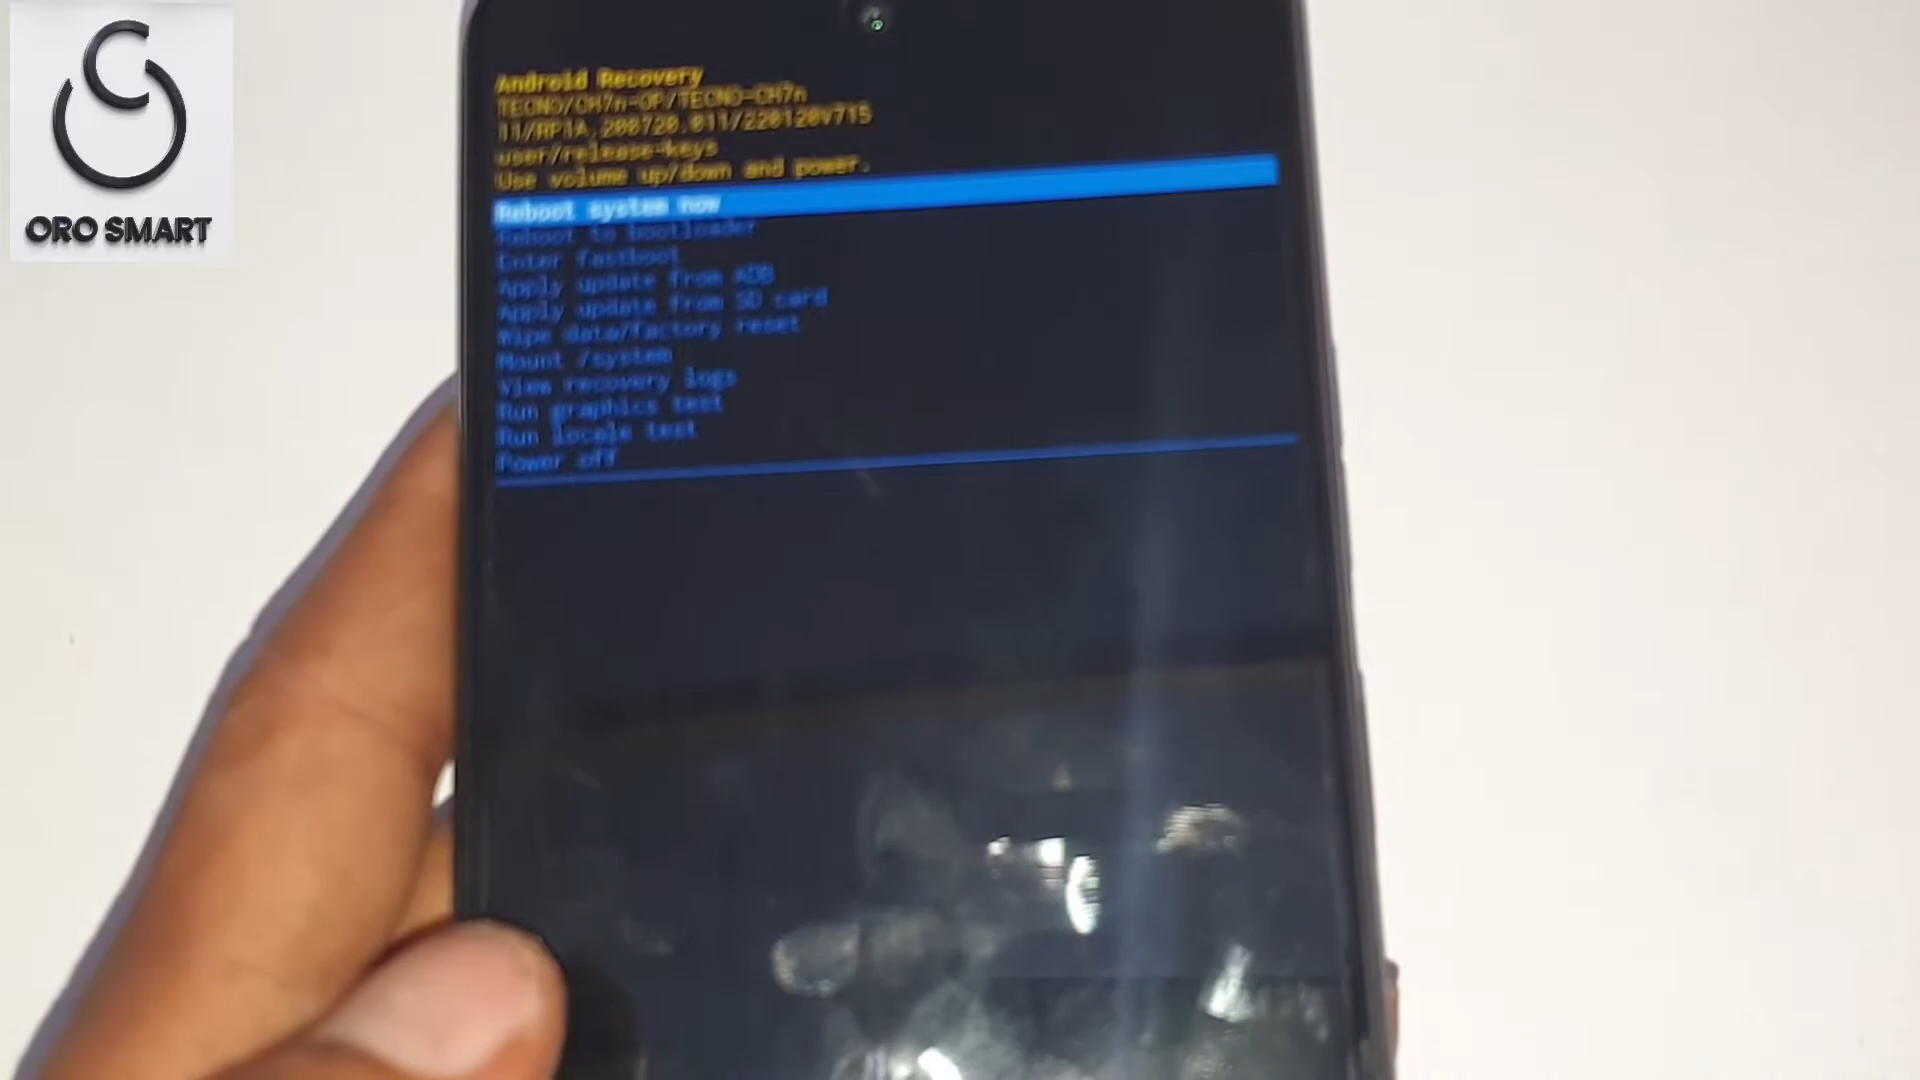 ORO SMART
Android Recovery
TECNO/CH7n-OP/TECNO-CH7n
11/RP1A.200720.011/220120V715
user/release-keys
Use volume up/down and power.
Reboot system now
Reboot to bootloader
Enter fastboot
Apply update from ADB
Apply update from SD card
Wipe data/factory reset
Mount /system
View recovery logs
Run graphics test
Run locale test
Power off